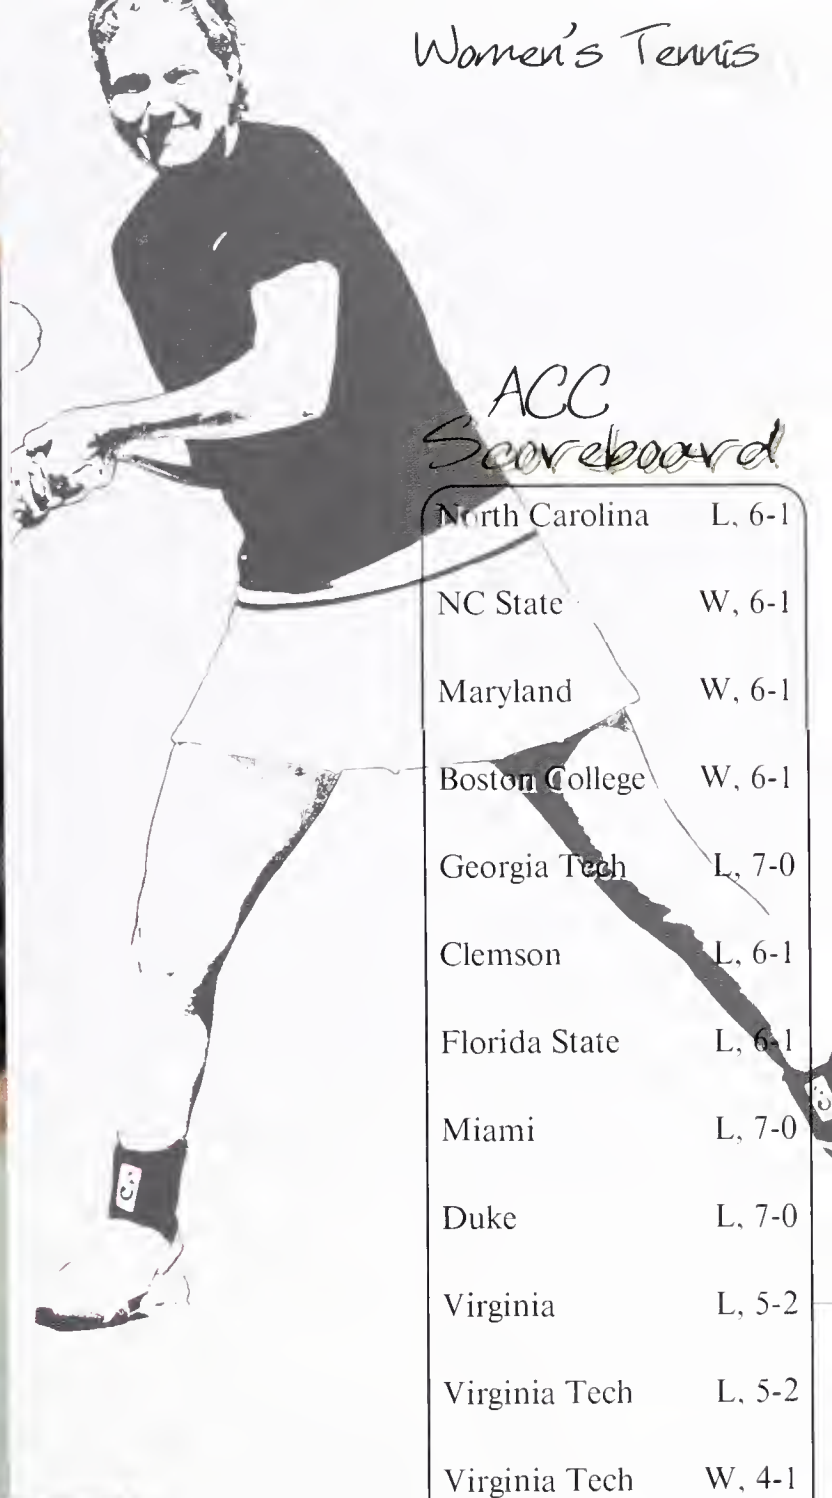 Women's Tennis
ACC
Scoreboard
North Carolina L, 6-1
NC State W, 6-1
Maryland W, 6-1
Boston College W, 6-1
Georgia Tech L, 7-0
Clemson L, 6-1
Florida State L, 6-1
Miami L, 7-0
Duke L, 7-0
Virginia L, 5-2
Virginia Tech L, 5-2
Virginia Tech W, 4-1